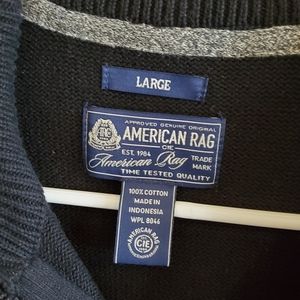 LARGE
APPROVED GENUINE ORIGINAL
AMERICAN RAG
CIE
EST. 1984
American Rag
TRADE
MARK
TIME TESTED QUALITY
100% COTTON
MADE IN
INDONESIA
WPL 8046
AMERICAN RAG
CIE